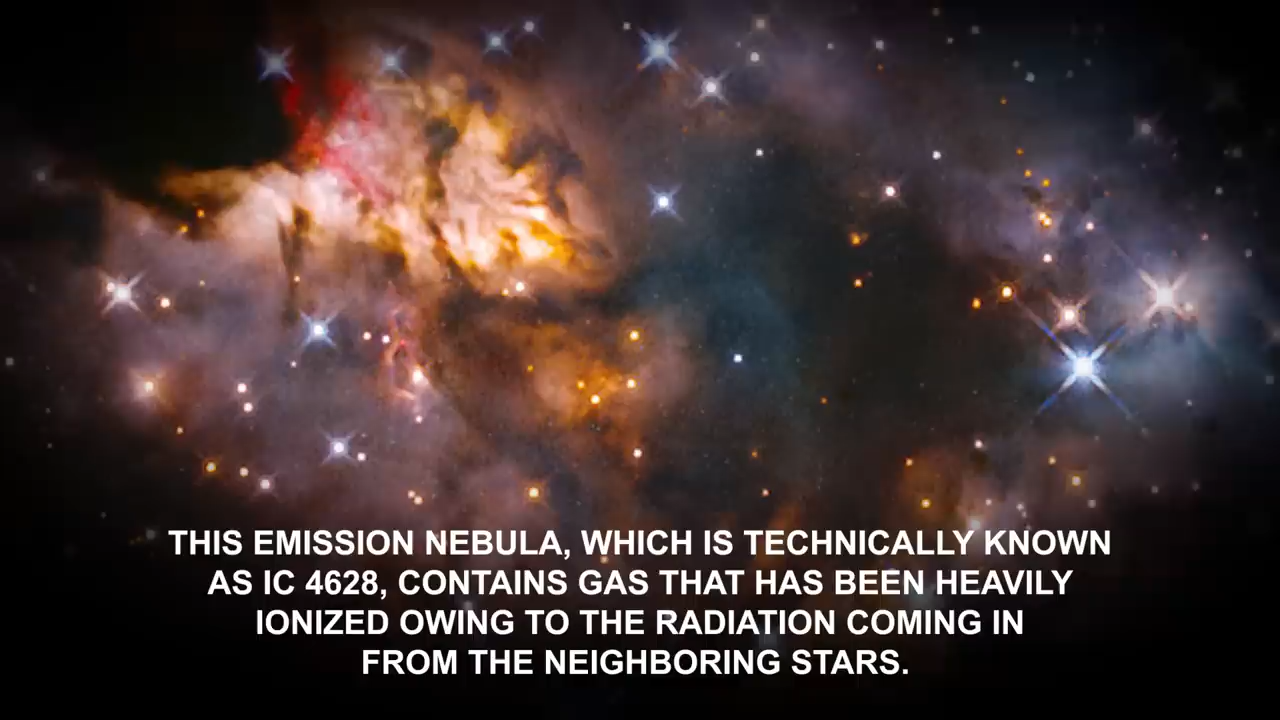 THIS EMISSION NEBULA, WHICH IS TECHNICALLY KNOWN
AS IC 4628, CONTAINS GAS THAT HAS BEEN HEAVILY
IONIZED OWING TO THE RADIATION COMING IN
FROM THE NEIGHBORING STARS.